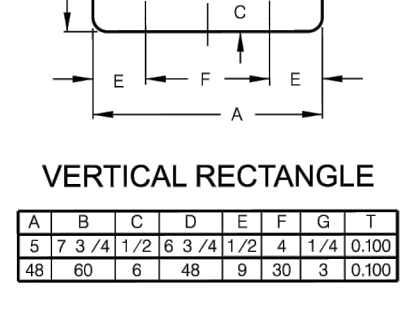 C
E F E
A
VERTICAL RECTANGLE
A B C D E F G T
5 7 3/4 1/2 6 3/4 1/2 4 1/4 0.100
48 60 6 48 9 30 3 0.100